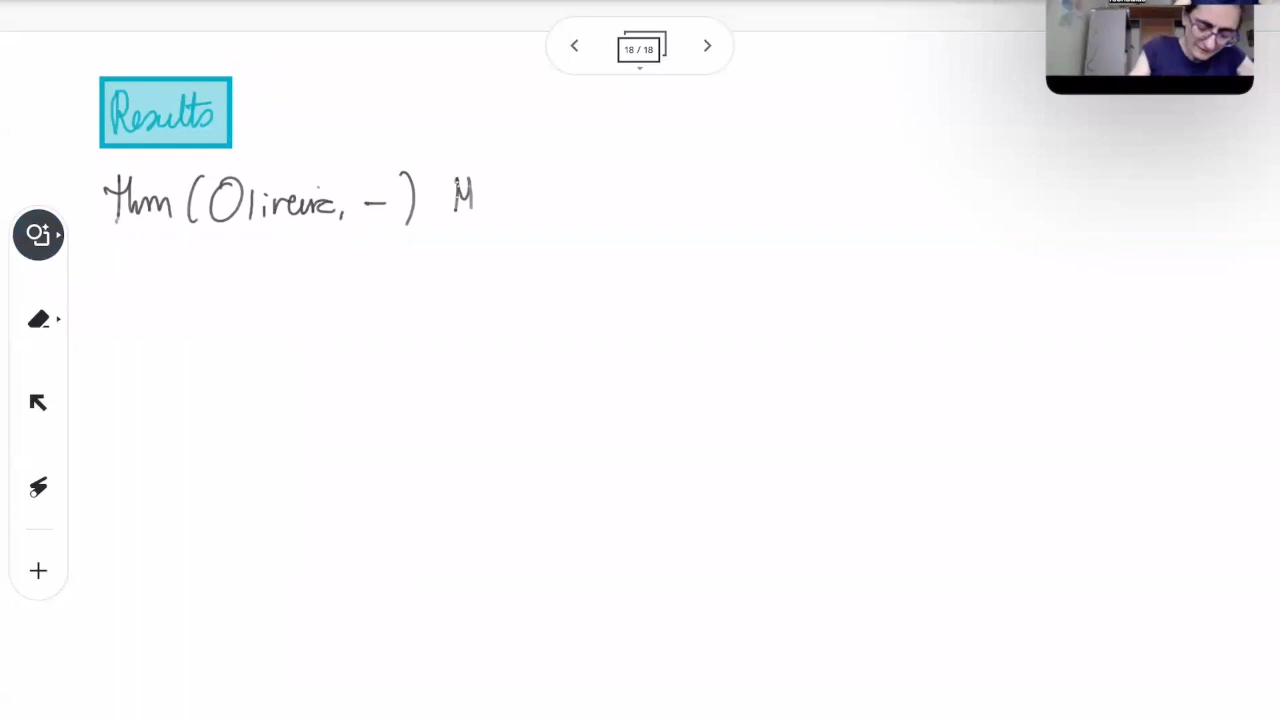 18 / 18
Results
thm (Oliveira, –) M